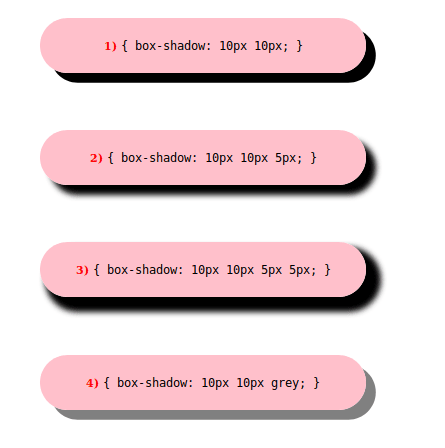 1) { box-shadow: 10px 10px; }
2) { box-shadow: 10px 10px 5px; }
3) { box-shadow: 10px 10px 5px 5px; }
4) { box-shadow: 10px 10px grey; }